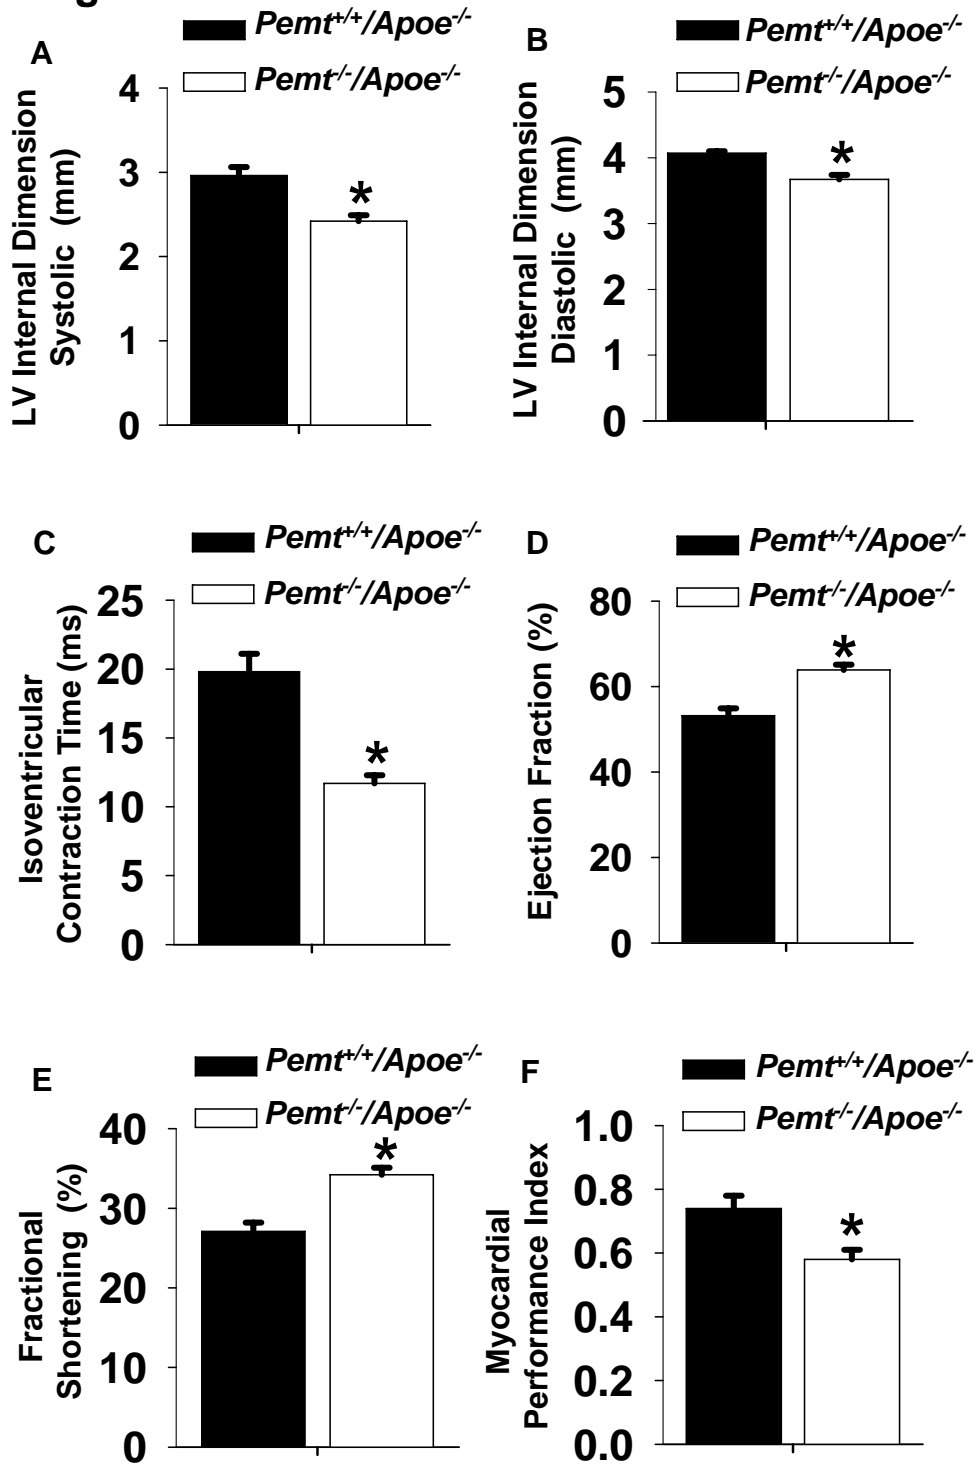 A
Pemt+/+/Apoe-/-
Pemt-/-/Apoe-/-
LV Internal Dimension
Systolic (mm)
4
3
2
1
0
*
B
Pemt+/+/Apoe-/-
Pemt-/-/Apoe-/-
LV Internal Dimension
Diastolic (mm)
5
4
3
2
1
0
*
C
Pemt+/+/Apoe-/-
Pemt-/-/Apoe-/-
Isoventricular
Contraction Time (ms)
25
20
15
10
5
0
*
D
Pemt+/+/Apoe-/-
Pemt-/-/Apoe-/-
Ejection Fraction (%)
80
60
40
20
0
*
E
Pemt+/+/Apoe-/-
Pemt-/-/Apoe-/-
Fractional
Shortening (%)
40
30
20
10
0
*
F
Pemt+/+/Apoe-/-
Pemt-/-/Apoe-/-
Myocardial
Performance Index
1.0
0.8
0.6
0.4
0.2
0.0
*